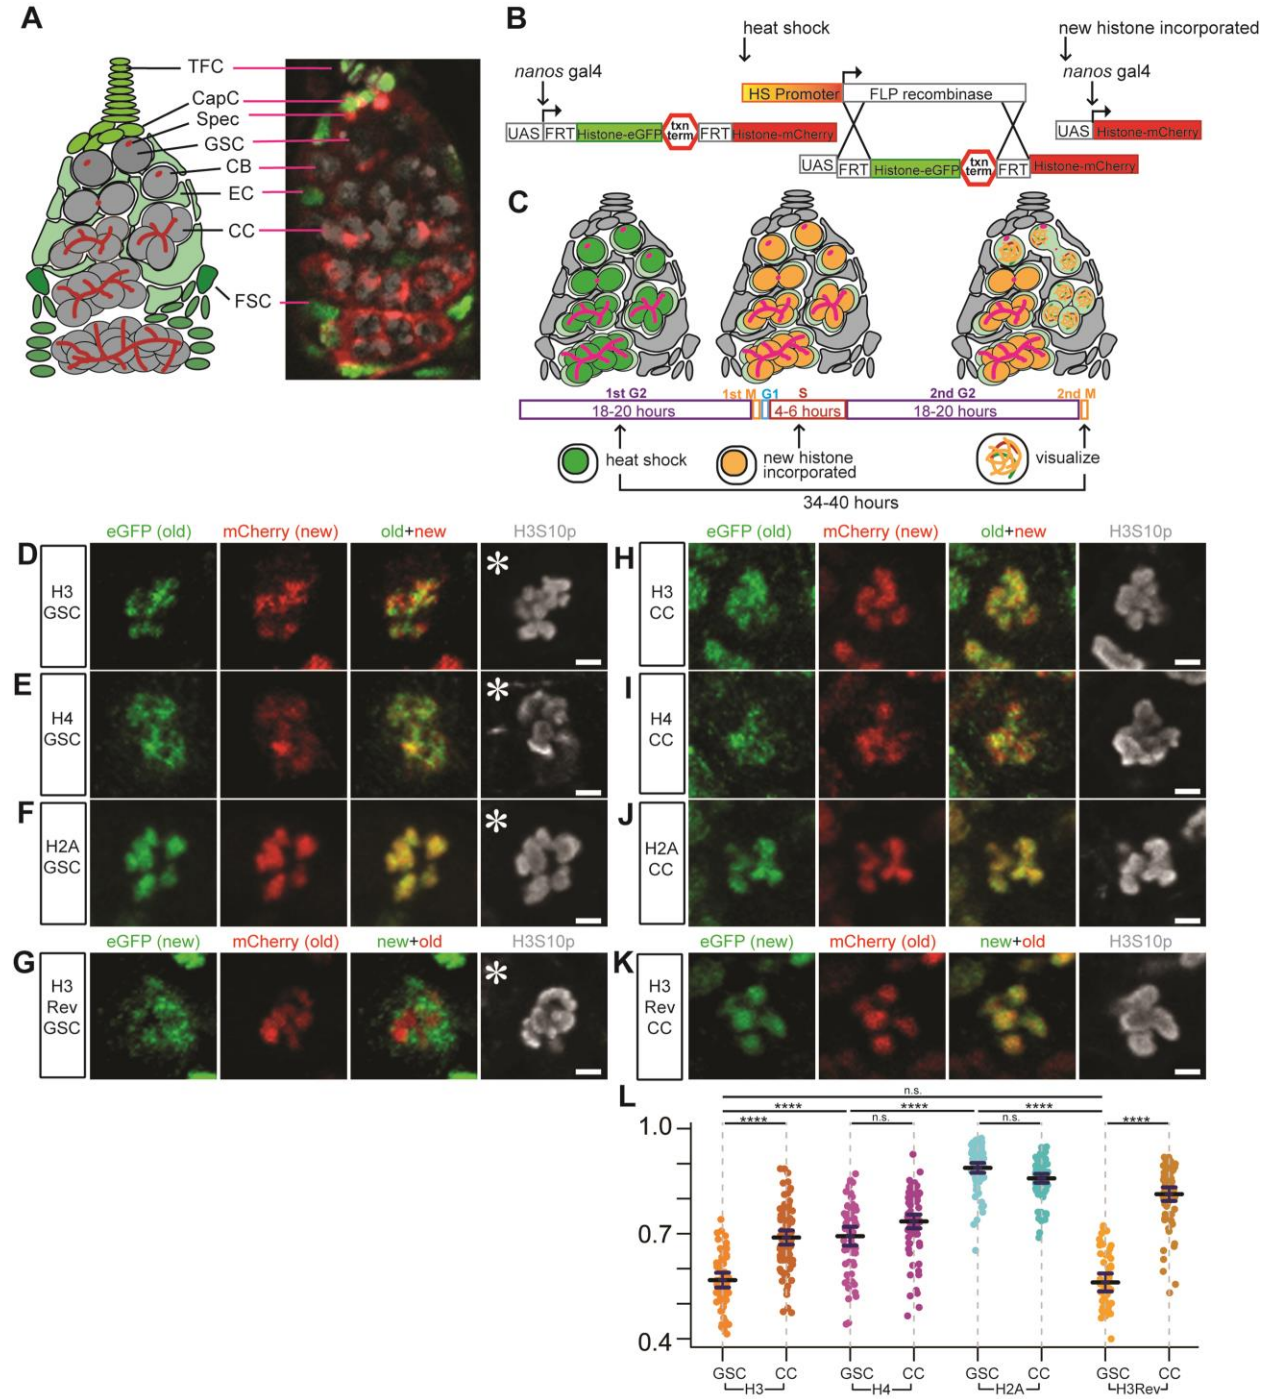 A
TFC
CapC
Spec
GSC
CB
EC
CC
FSC
B
heat shock
new histone incorporated
nanos gal4
nanos gal4
HS Promoter
FLP recombinase
UAS
FRT
Histone-eGFP
txn
term
FRT
Histone-mCherry
UAS
Histone-mCherry
UAS
FRT
Histone-eGFP
txn
term
FRT
Histone-mCherry
C
1st G2
1st M
G1
S
2nd G2
2nd M
18-20 hours
4-6 hours
18-20 hours
heat shock
new histone
incorporated
visualize
34-40 hours
eGFP (old)
mCherry (new)
old+new
H3S10p
eGFP (old)
mCherry (new)
old+new
H3S10p
D
H3
GSC
*
H
H3
CC
E
H4
GSC
*
I
H4
CC
F
H2A
GSC
*
J
H2A
CC
eGFP (new)
mCherry (old)
new+old
H3S10p
eGFP (new)
mCherry (old)
new+old
H3S10p
G
H3
Rev
GSC
*
K
H3
Rev
CC
L
n.s.
**** **** ****
**** n.s. n.s. ****
1.0
0.7
0.4
GSC CC GSC CC GSC CC GSC CC
H3 H4 H2A H3Rev